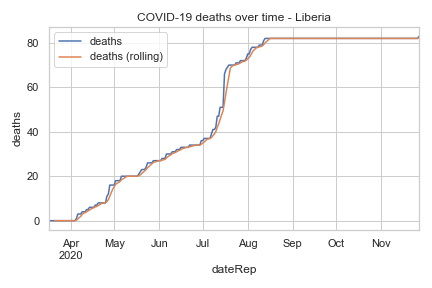 COVID-19 deaths over time - Liberia
deaths
deaths (rolling)
80
60
40
20
0
deaths
Apr May Jun Jul Aug Sep Oct Nov
2020
dateRep